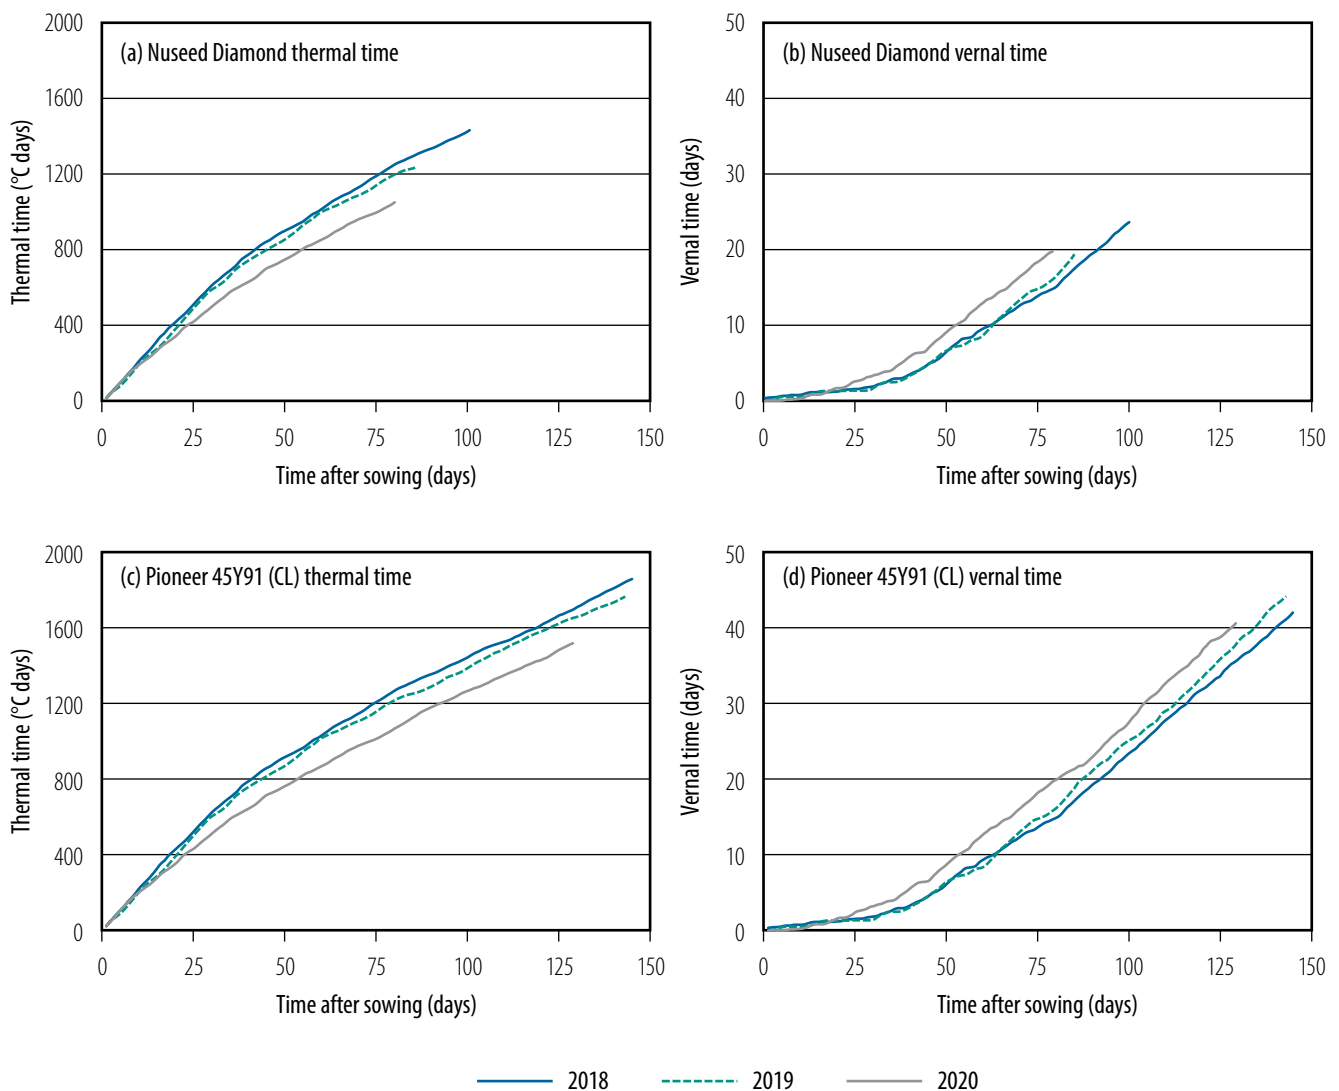 (a) Nuseed Diamond thermal time
Thermal time (°C days)
2000
1600
1200
800
400
0
0 25 50 75 100 125 150
Time after sowing (days)
(b) Nuseed Diamond vernal time
Vernal time (days)
50
40
30
20
10
0
0 25 50 75 100 125 150
Time after sowing (days)
(c) Pioneer 45Y91 (CL) thermal time
Thermal time (°C days)
2000
1600
1200
800
400
0
0 25 50 75 100 125 150
Time after sowing (days)
(d) Pioneer 45Y91 (CL) vernal time
Vernal time (days)
50
40
30
20
10
0
0 25 50 75 100 125 150
Time after sowing (days)
2018 2019 2020